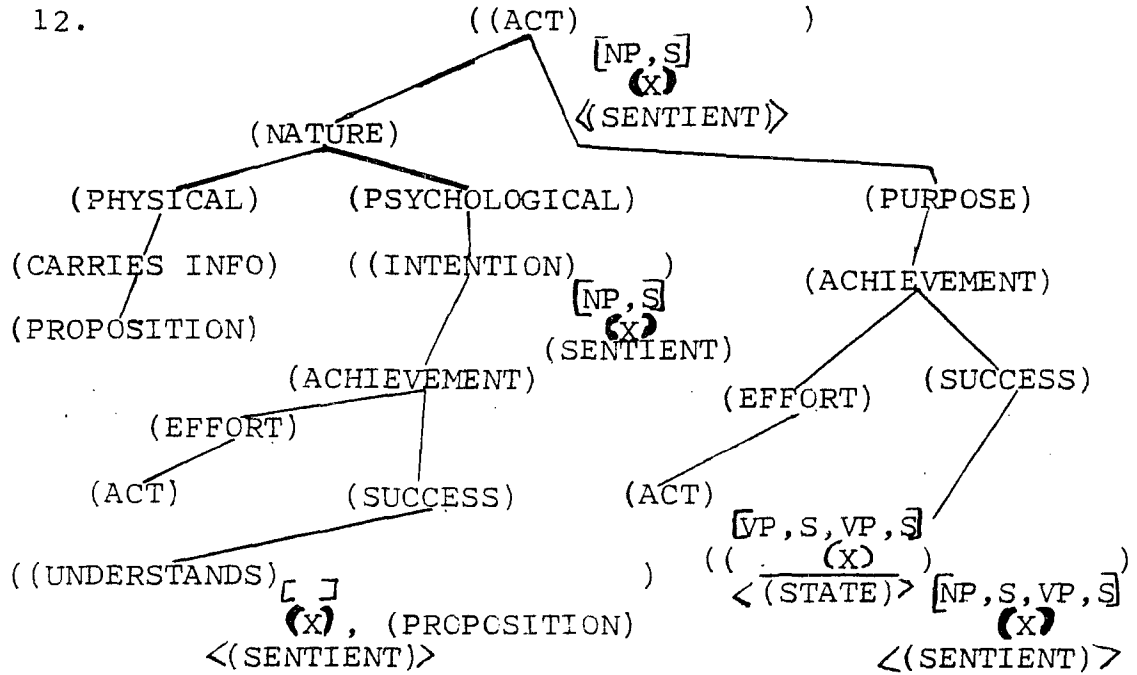 12. ((ACT) )
[NP,S]
(X)
<(SENTIENT)>
(NATURE)
(PHYSICAL) (PSYCHOLOGICAL) (PURPOSE)
(CARRIES INFO) ((INTENTION) ) (ACHIEVEMENT)
[NP,S]
(X)
(PROPOSITION) (SENTIENT)
(ACHIEVEMENT) (SUCCESS)
(EFFORT) (EFFORT)
(ACT) (SUCCESS) (ACT)
[VP,S,VP,S]
((UNDERSTANDS) ) (( (X) ) )
[ ] <(STATE)> [NP,S,VP,S]
(X), (PROPCSITION) (X)
<(SENTIENT)> <(SENTIENT)>